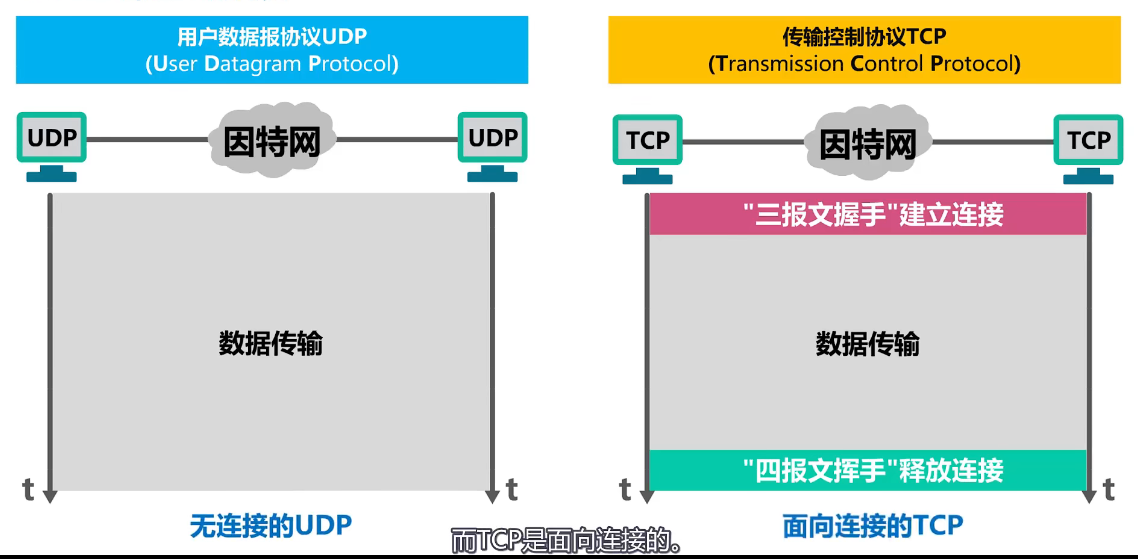 用户数据报协议UDP
(User Datagram Protocol)
传输控制协议TCP
(Transmission Control Protocol)
UDP
因特网
UDP
TCP
因特网
TCP
"三报文握手"建立连接
数据传输
数据传输
"四报文挥手"释放连接
t
t
t
t
无连接的UDP
面向连接的TCP
而TCP是面向连接的。